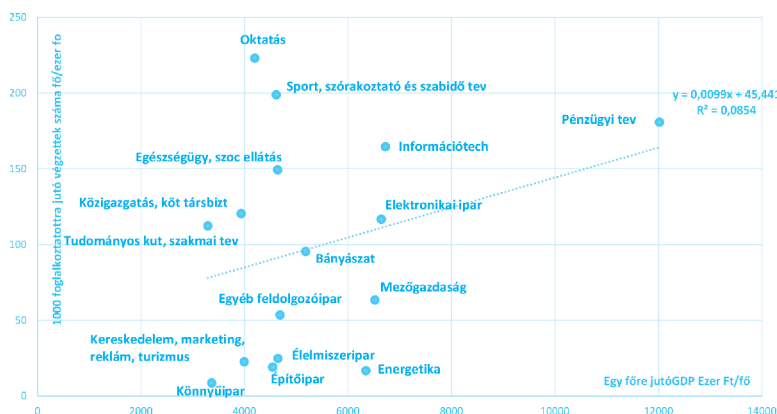 250
Oktatás
Sport, szórakoztató és szabidő tev
y = 0,0099x + 45,441
R² = 0,0854
200
Pénzügyi tev
Információtech
Egészségügy, szoc ellátás
150
Közigazgatás, köt társbizt
Elektronikai ipar
Tudományos kut, szakmai tev
100
Bányászat
Mezőgazdaság
Egyéb feldolgozóipar
50
Kereskedelem, marketing,
reklám, turizmus
Élelmiszeripar
Építőipar
Energetika
Könnyűipar
0
1000 foglalkoztatottra jutó végzettek száma fő/ezer fo
Egy főre jutóGDP Ezer Ft/fő
0 2000 4000 6000 8000 10000 12000 14000